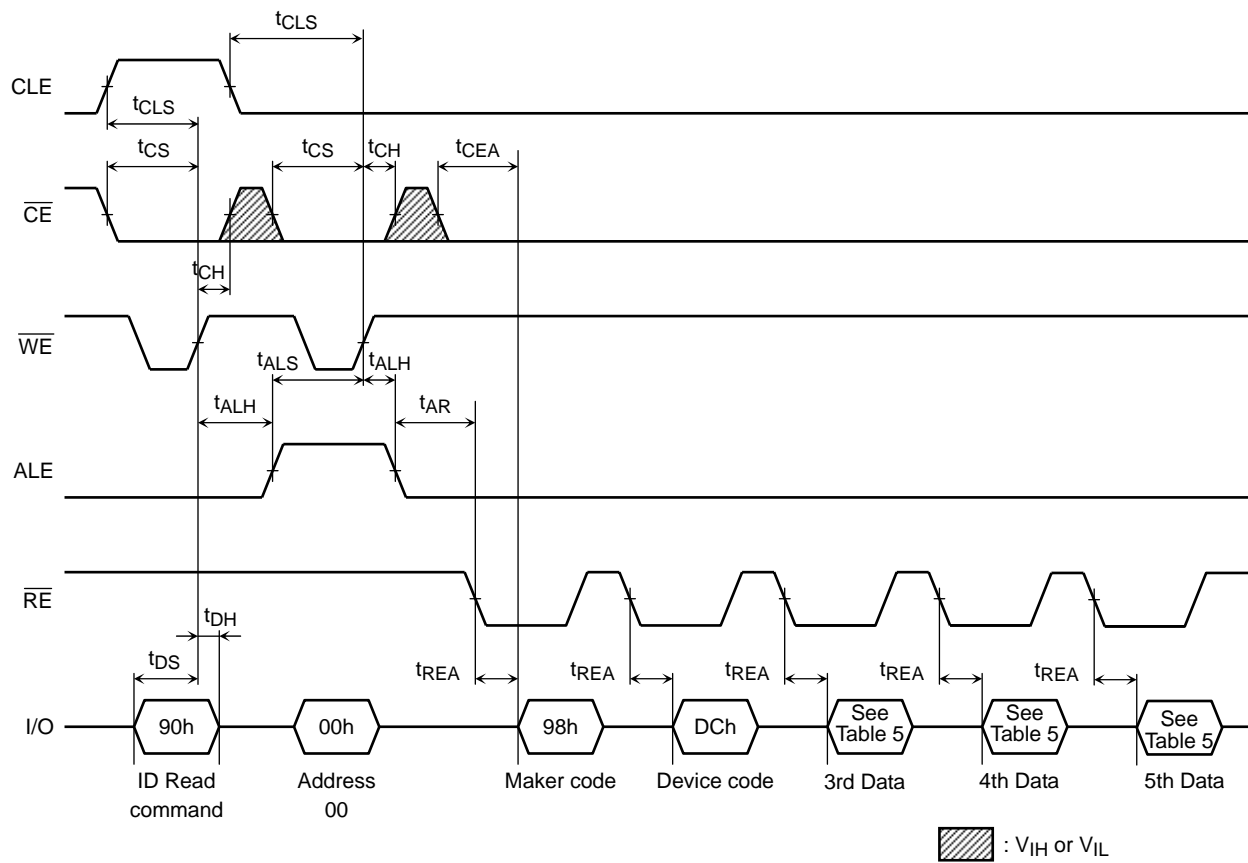 tCLS
CLE
tCLS
tCS
tCS
tCH
tCEA
CE
tCH
WE
tALS
tALH
tALH
tAR
ALE
RE
tDH
tDS
tREA
tREA
tREA
tREA
tREA
I/O
90h
00h
98h
DCh
See
Table 5
See
Table 5
See
Table 5
ID Read
command
Address
00
Maker code
Device code
3rd Data
4th Data
5th Data
: VIH or VIL